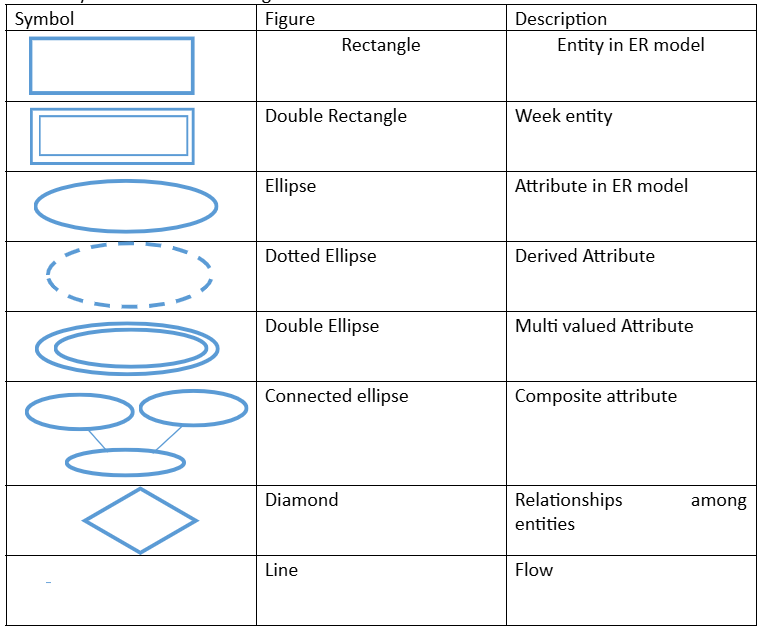 Symbol Figure Description
Rectangle Entity in ER model
Double Rectangle Week entity
Ellipse Attribute in ER model
Dotted Ellipse Derived Attribute
Double Ellipse Multi valued Attribute
Connected ellipse Composite attribute
Diamond Relationships among
entities
Line Flow